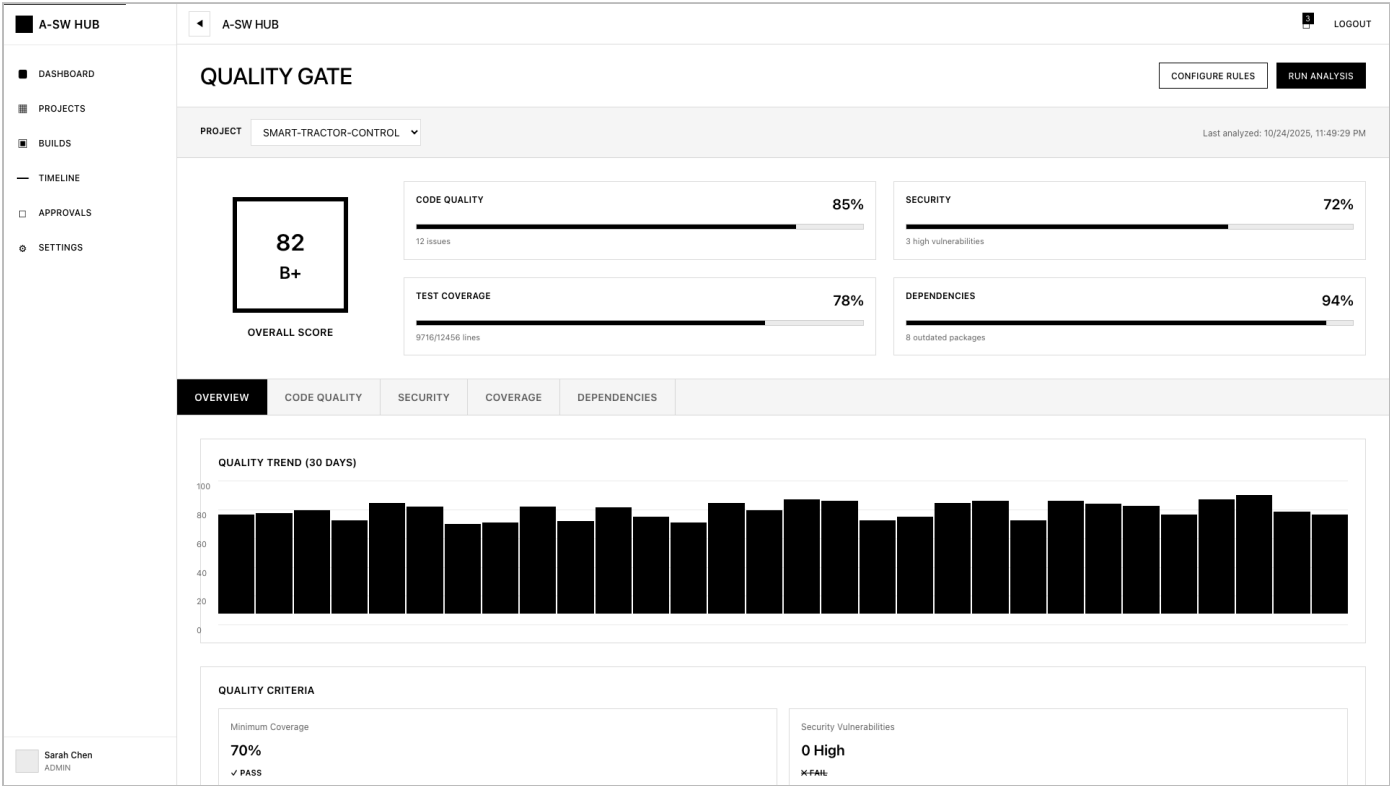 A-SW HUB
DASHBOARD
PROJECTS
BUILDS
TIMELINE
APPROVALS
SETTINGS
Sarah Chen
ADMIN
A-SW HUB
3
LOGOUT
QUALITY GATE
CONFIGURE RULES
RUN ANALYSIS
PROJECT
SMART-TRACTOR-CONTROL
Last analyzed: 10/24/2025, 11:49:29 PM
82
B+
OVERALL SCORE
CODE QUALITY
85%
12 issues
SECURITY
72%
3 high vulnerabilities
TEST COVERAGE
78%
9716/12456 lines
DEPENDENCIES
94%
8 outdated packages
OVERVIEW
CODE QUALITY
SECURITY
COVERAGE
DEPENDENCIES
QUALITY TREND (30 DAYS)
100
80
60
40
20
0
QUALITY CRITERIA
Minimum Coverage
70%
✓ PASS
Security Vulnerabilities
0 High
✕ FAIL